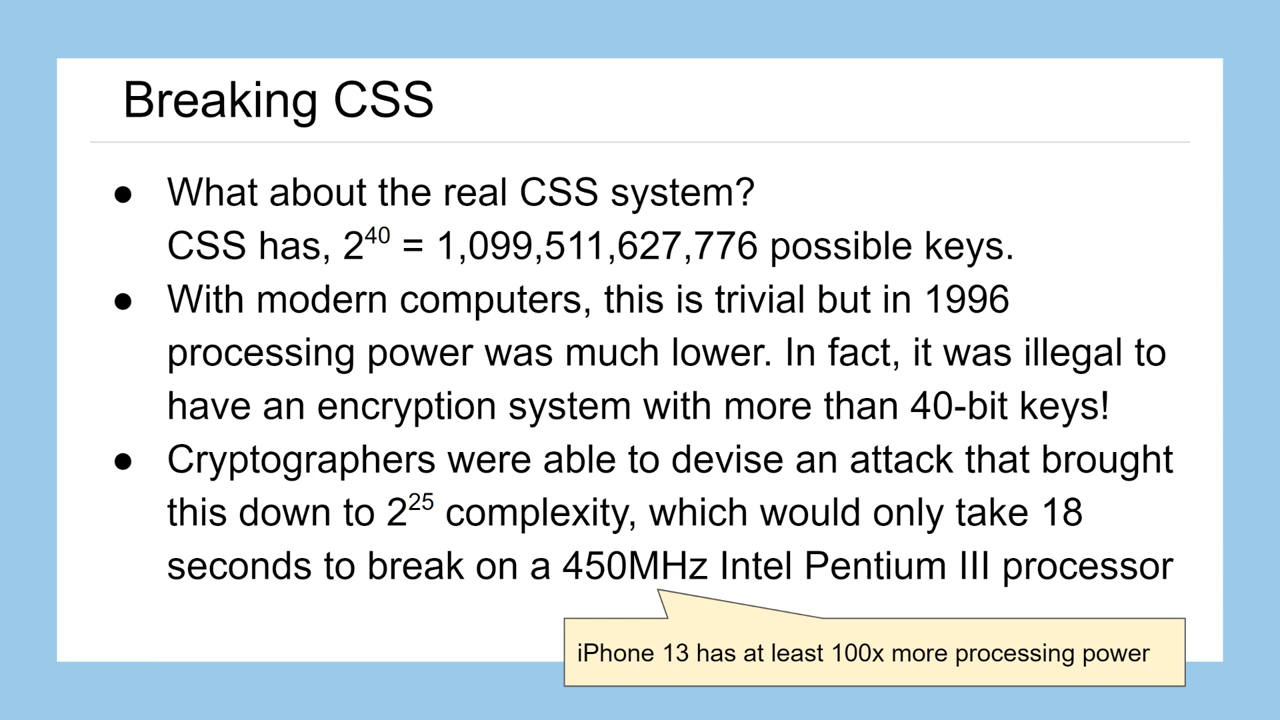 Breaking CSS
● What about the real CSS system?
CSS has, 2⁴⁰ = 1,099,511,627,776 possible keys.
● With modern computers, this is trivial but in 1996
processing power was much lower. In fact, it was illegal to
have an encryption system with more than 40-bit keys!
● Cryptographers were able to devise an attack that brought
this down to 2²⁵ complexity, which would only take 18
seconds to break on a 450MHz Intel Pentium III processor
iPhone 13 has at least 100x more processing power